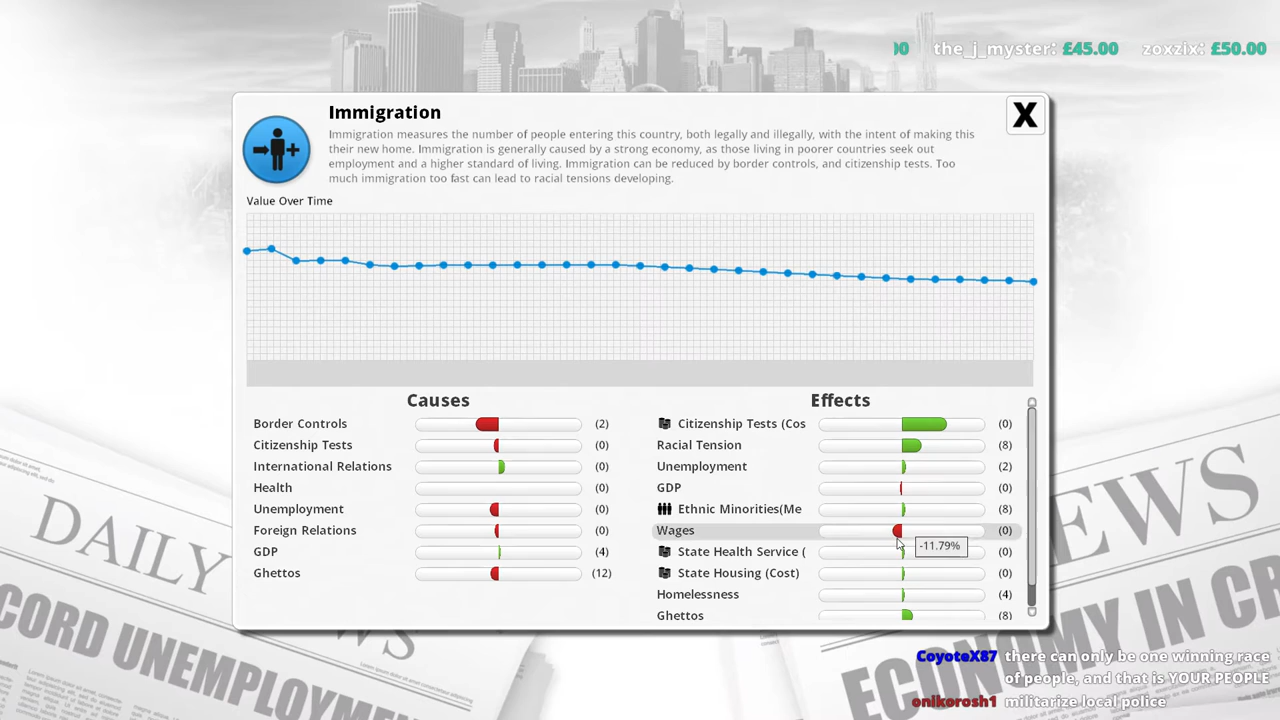 00 the_j_myster: £45.00 zoxzix: £50.00
Immigration
X
Immigration measures the number of people entering this country, both legally and illegally, with the intent of making this
their new home. Immigration is generally caused by a strong economy, as those living in poorer countries seek out
employment and a higher standard of living. Immigration can be reduced by border controls, and citizenship tests. Too
much immigration too fast can lead to racial tensions developing.
Value Over Time
Causes
Border Controls (2)
Citizenship Tests (0)
International Relations (0)
Health (0)
Unemployment (0)
Foreign Relations (0)
GDP (4)
Ghettos (12)
Effects
Citizenship Tests (Cos (0)
Racial Tension (8)
Unemployment (2)
GDP (0)
Ethnic Minorities(Me (8)
Wages (0)
-11.79%
State Health Service ( (0)
State Housing (Cost) (0)
Homelessness (4)
Ghettos (8)
DAILY
NEWS
CORD UNEMPLOYM
ECONOMY IN CR
CoyoteX87 there can only be one winning race
of people, and that is YOUR PEOPLE
onikorosh1 militarize local police